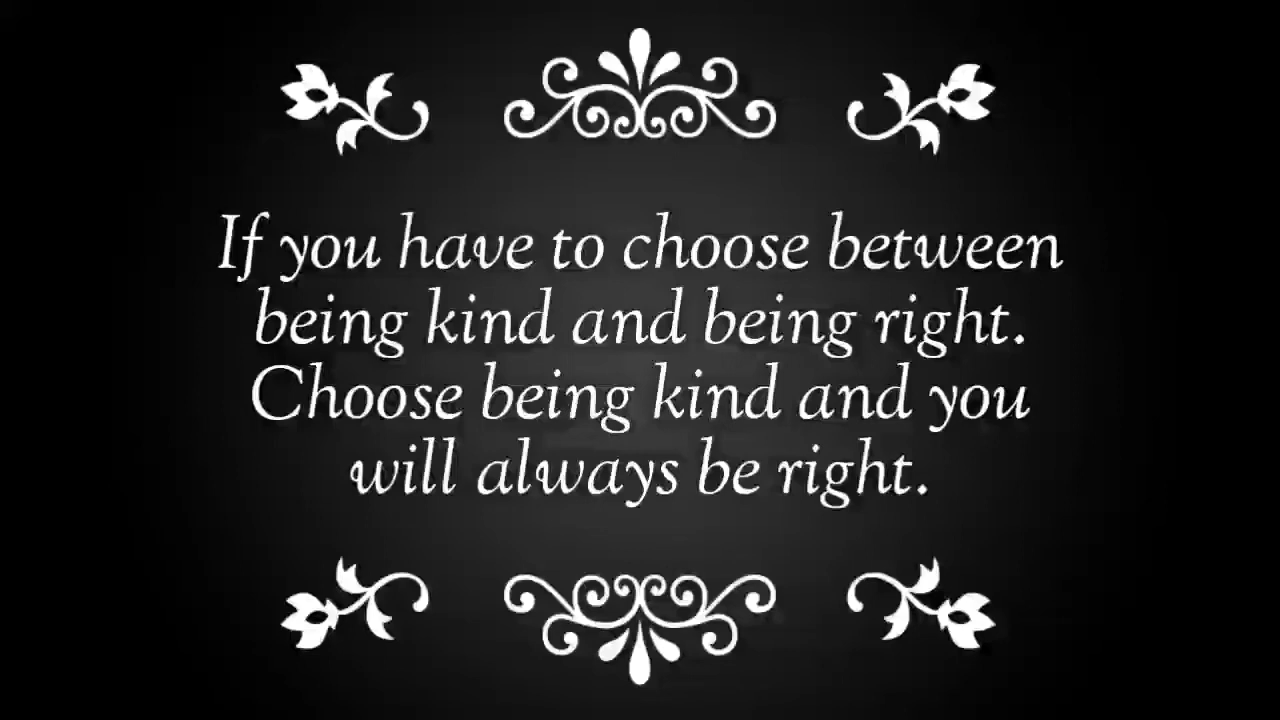 If you have to choose between
being kind and being right.
Choose being kind and you
will always be right.